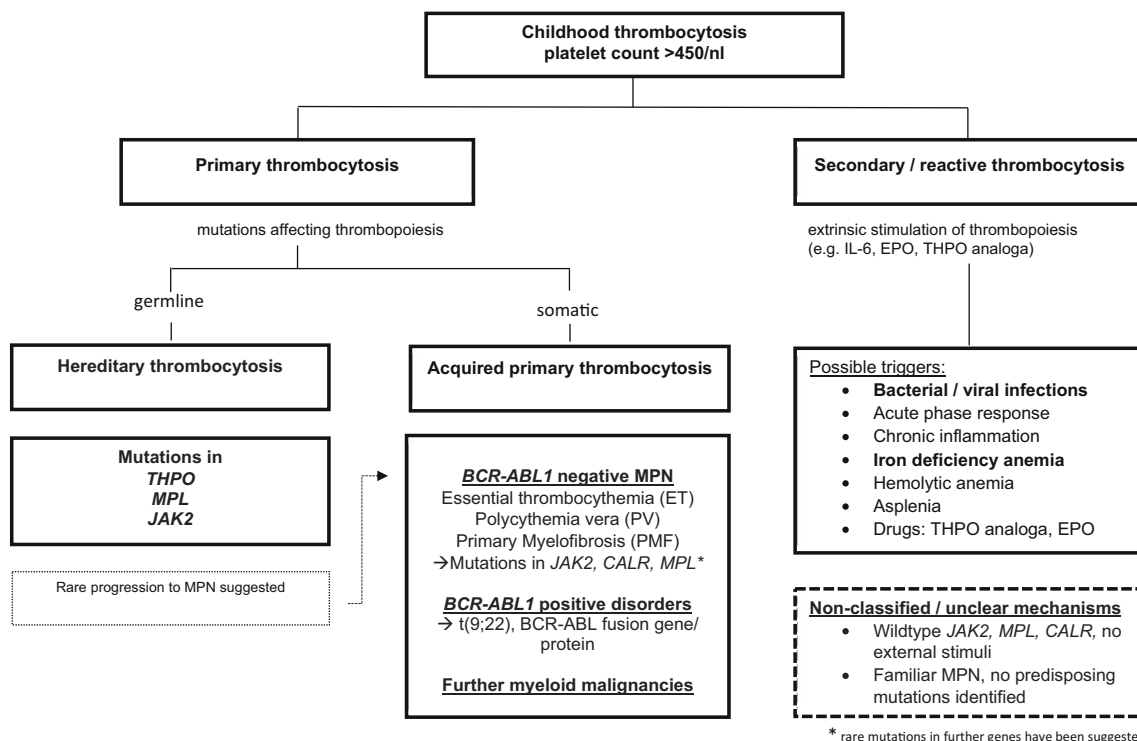 Childhood thrombocytosis
platelet count >450/nl
Primary thrombocytosis
Secondary / reactive thrombocytosis
mutations affecting thrombopoiesis
extrinsic stimulation of thrombopoiesis
(e.g. IL-6, EPO, THPO analoga)
germline
somatic
Hereditary thrombocytosis
Acquired primary thrombocytosis
Mutations in
THPO
MPL
JAK2
Rare progression to MPN suggested
BCR-ABL1 negative MPN
Essential thrombocythemia (ET)
Polycythemia vera (PV)
Primary Myelofibrosis (PMF)
→Mutations in JAK2, CALR, MPL*
BCR-ABL1 positive disorders
→ t(9;22), BCR-ABL fusion gene/
protein
Further myeloid malignancies
Possible triggers:
• Bacterial / viral infections
• Acute phase response
• Chronic inflammation
• Iron deficiency anemia
• Hemolytic anemia
• Asplenia
• Drugs: THPO analoga, EPO
Non-classified / unclear mechanisms
• Wildtype JAK2, MPL, CALR, no
external stimuli
• Familiar MPN, no predisposing
mutations identified
* rare mutations in further genes have been suggeste